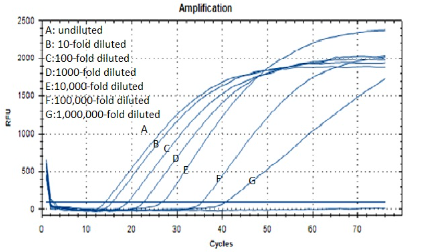 Amplification
2500
2000
1500
1000
500
0
RFU
A: undiluted
B: 10-fold diluted
C:100-fold diluted
D:1000-fold diluted
E:10,000-fold diluted
F:100,000-fold diluted
G:1,000,000-fold diluted
A
B
C
D
E
F
G
0 10 20 30 40 50 60 70
Cycles